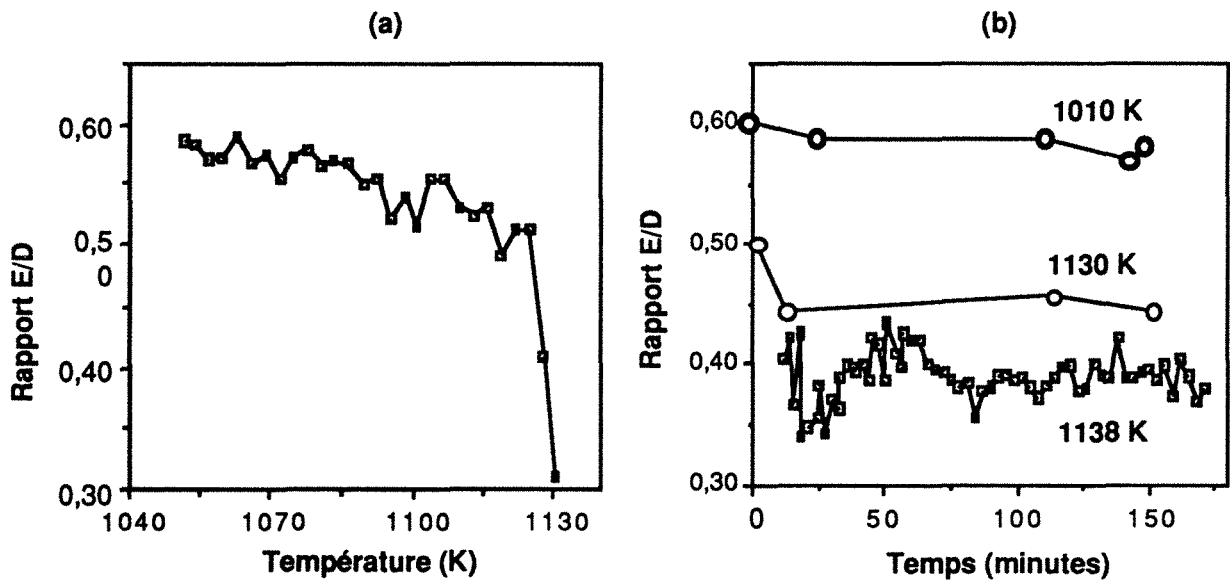 (a)
Rapport E/D
0,60
0,5
0
0,40
0,30
1040
1070
1100
1130
Température (K)
(b)
Rapport E/D
0,60
0,50
0,40
0,30
1010 K
1130 K
1138 K
0
50
100
150
Temps (minutes)